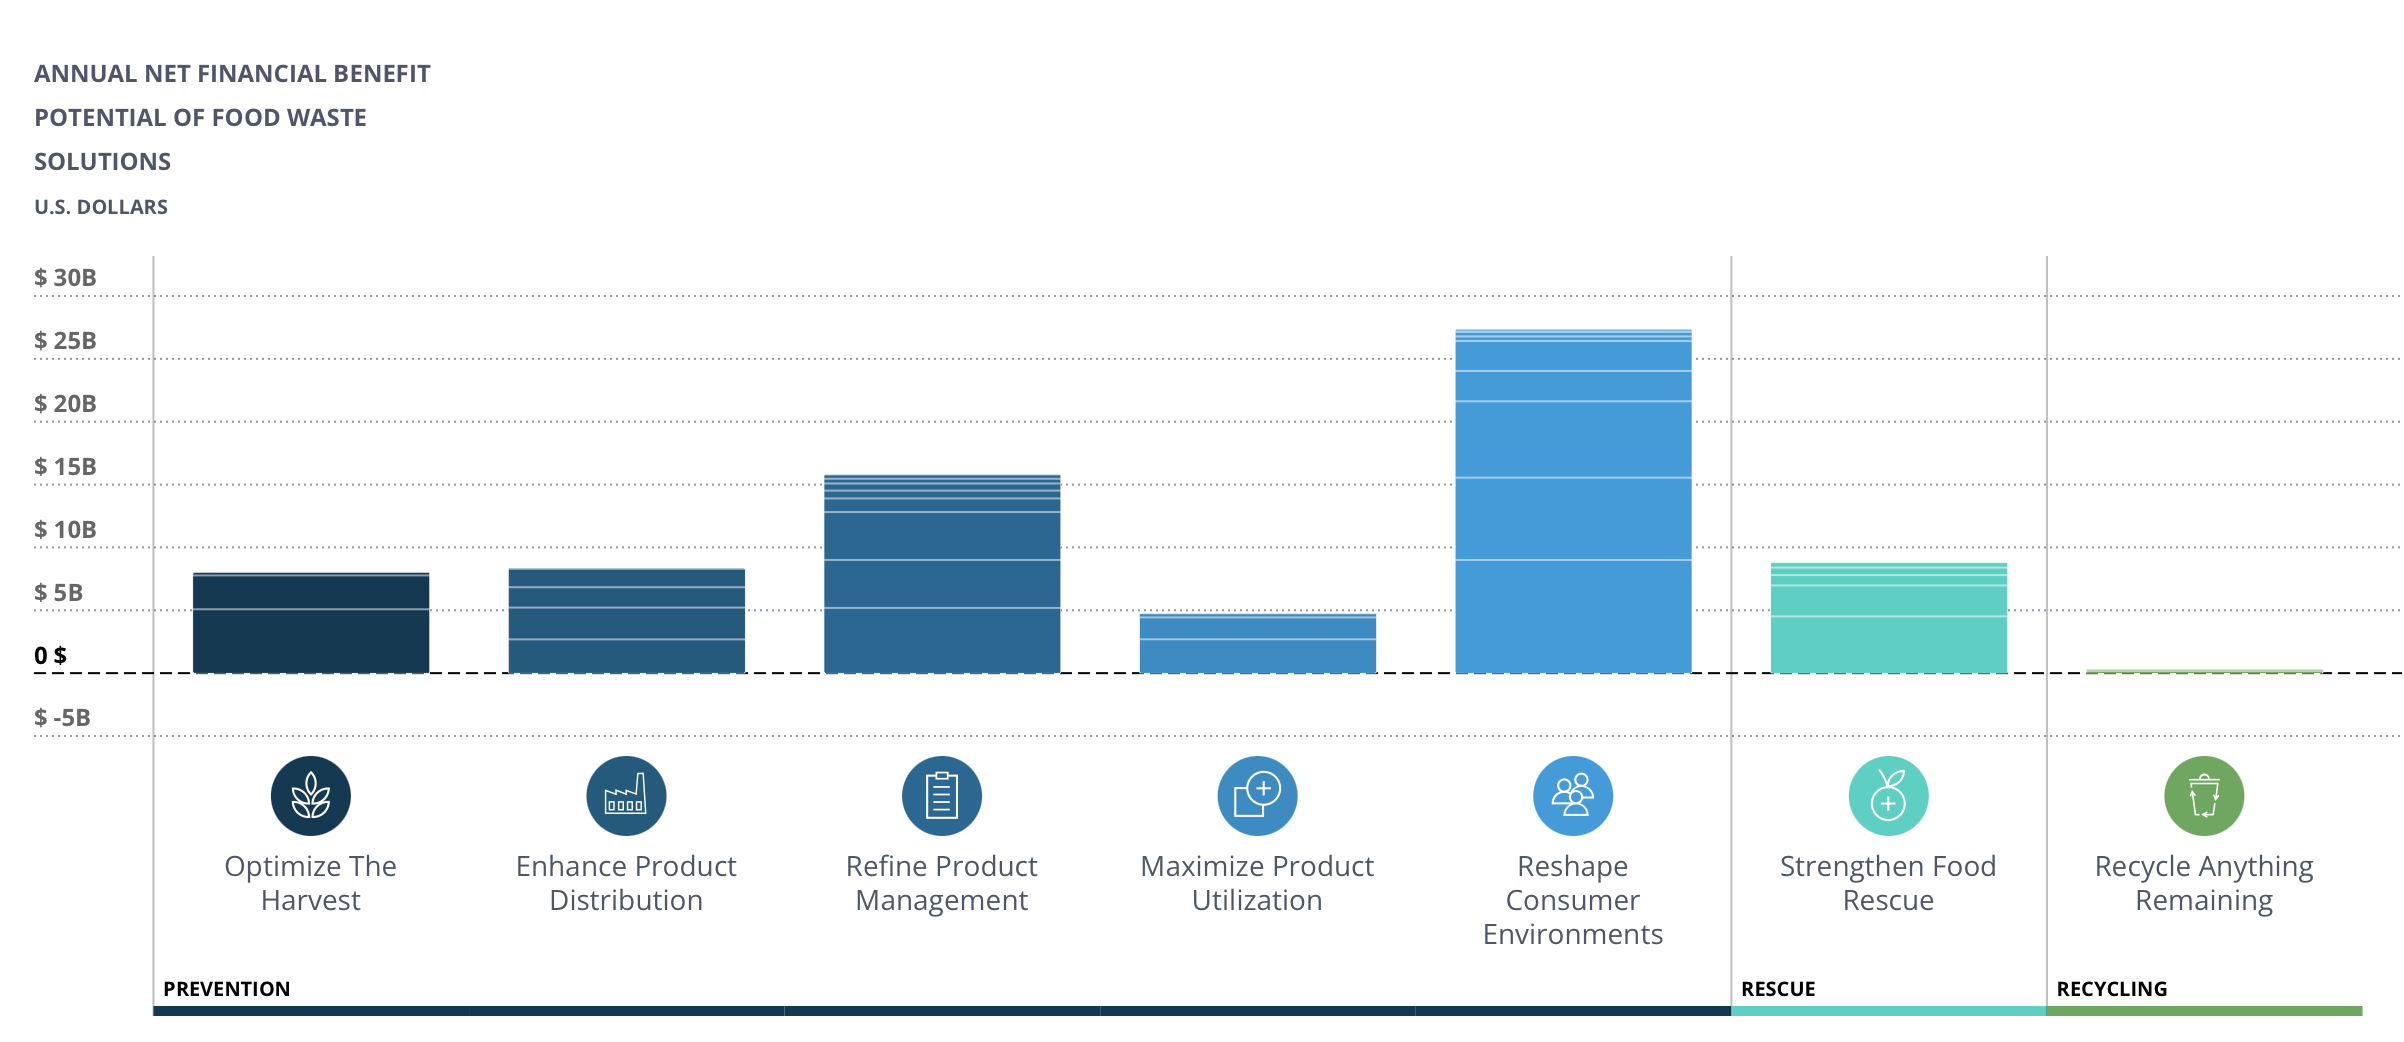 ANNUAL NET FINANCIAL BENEFIT
POTENTIAL OF FOOD WASTE
SOLUTIONS
U.S. DOLLARS
$ 30B
$ 25B
$ 20B
$ 15B
$ 10B
$ 5B
0 $
$ -5B
Optimize The
Harvest
Enhance Product
Distribution
Refine Product
Management
Maximize Product
Utilization
Reshape
Consumer
Environments
Strengthen Food
Rescue
Recycle Anything
Remaining
PREVENTION
RESCUE
RECYCLING